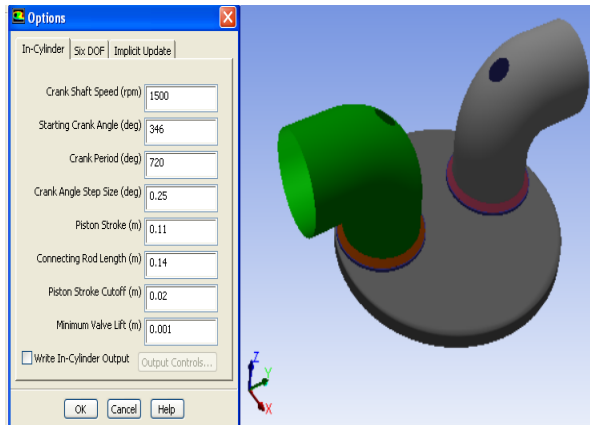 Options
In-Cylinder Six DOF Implicit Update
Crank Shaft Speed (rpm) 1500
Starting Crank Angle (deg) 346
Crank Period (deg) 720
Crank Angle Step Size (deg) 0.25
Piston Stroke (m) 0.11
Connecting Rod Length (m) 0.14
Piston Stroke Cutoff (m) 0.02
Minimum Valve Lift (m) 0.001
Write In-Cylinder Output Output Controls...
OK Cancel Help
Z
Y
X